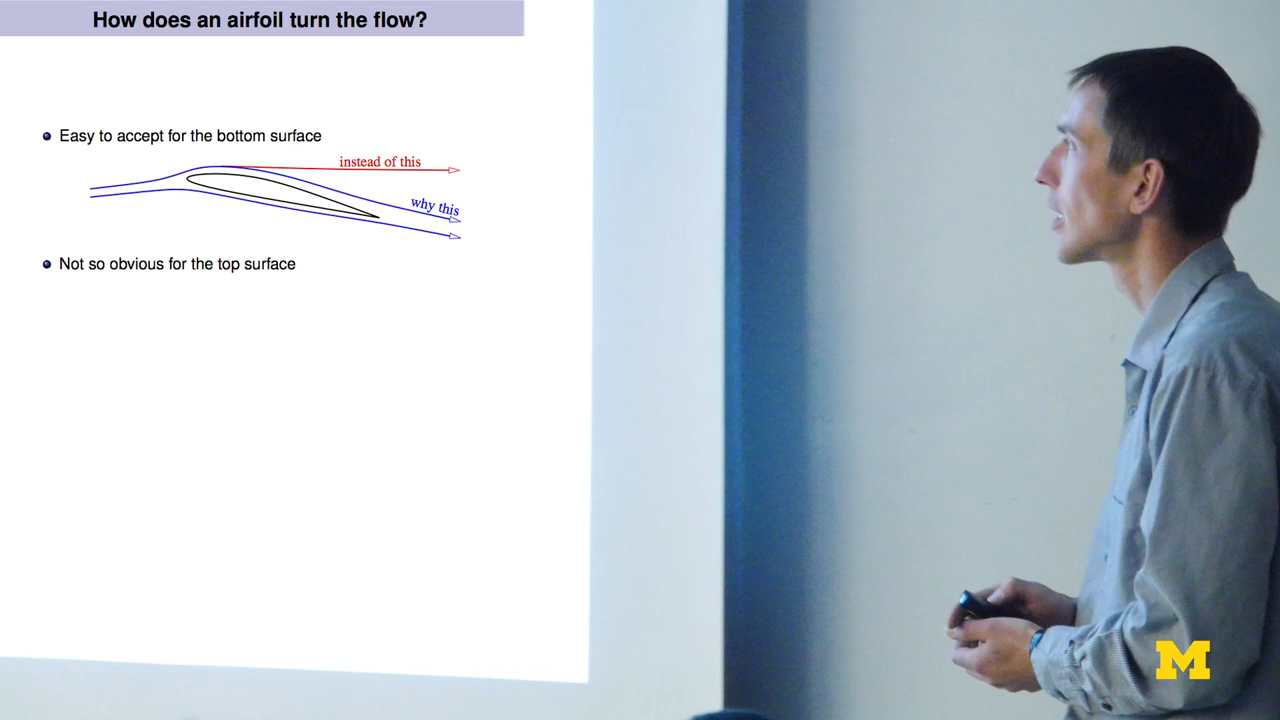 How does an airfoil turn the flow?
Easy to accept for the bottom surface
instead of this
why this
Not so obvious for the top surface
M